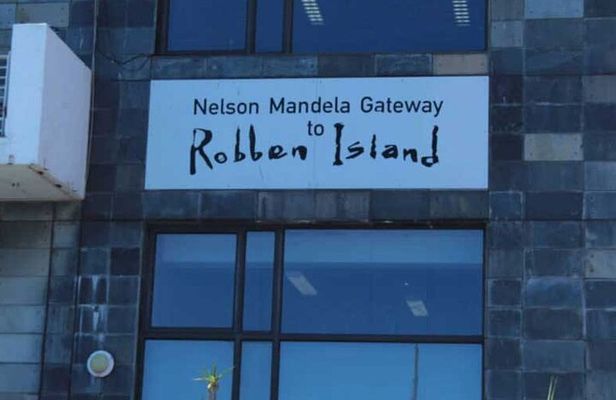 Nelson Mandela Gateway
to
Robben Island